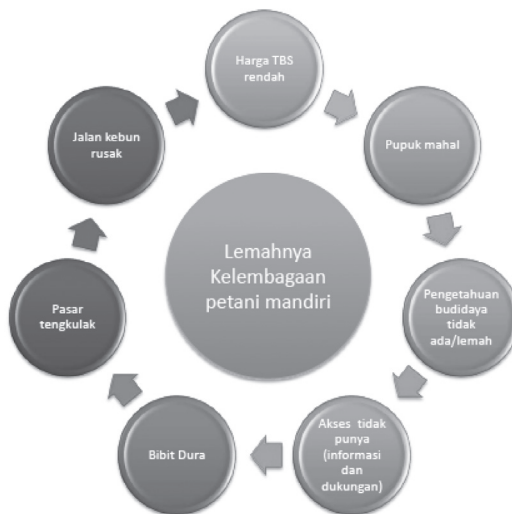 Harga TBS
rendah
Pupuk mahal
Pengetahuan
budidaya
tidak
ada/lemah
Akses tidak
punya
(informasi
dan
dukungan)
Bibit Dura
Pasar
tengkulak
Jalan kebun
rusak
Lemahnya
Kelembagaan
petani mandiri